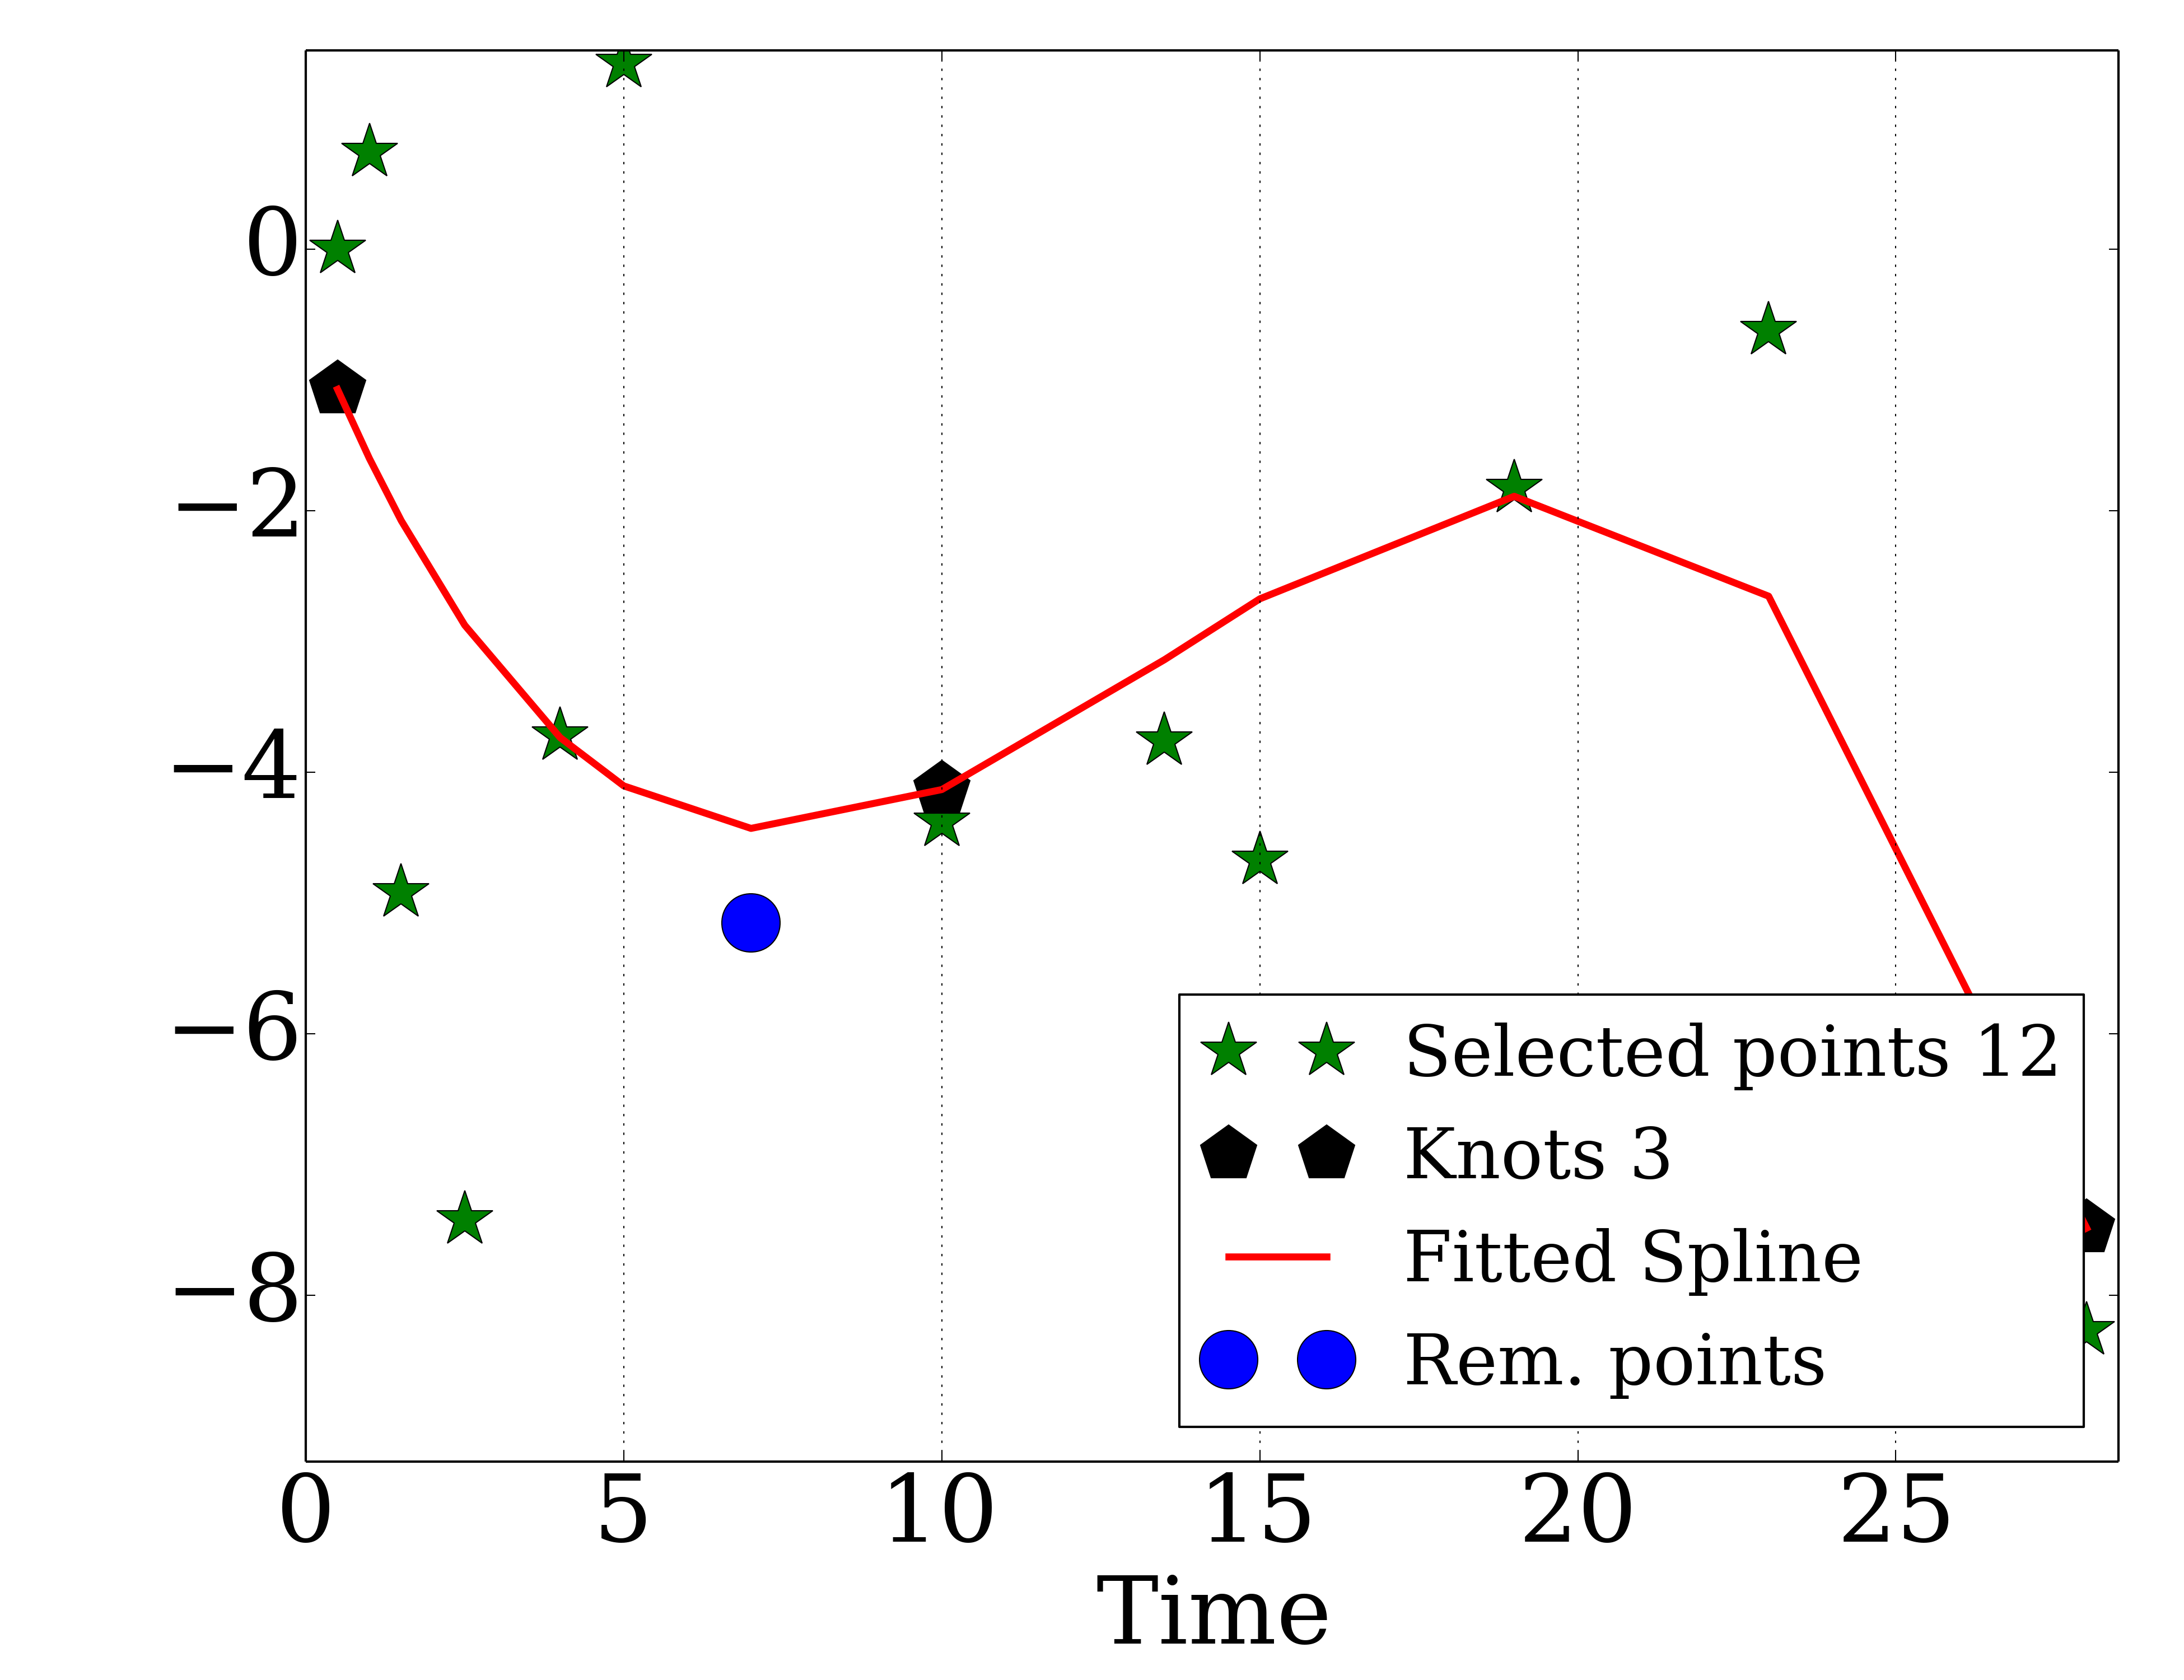 0
−2
−4
−6
−8
Selected points 12
Knots 3
Fitted Spline
Rem. points
0 5 10 15 20 25
Time